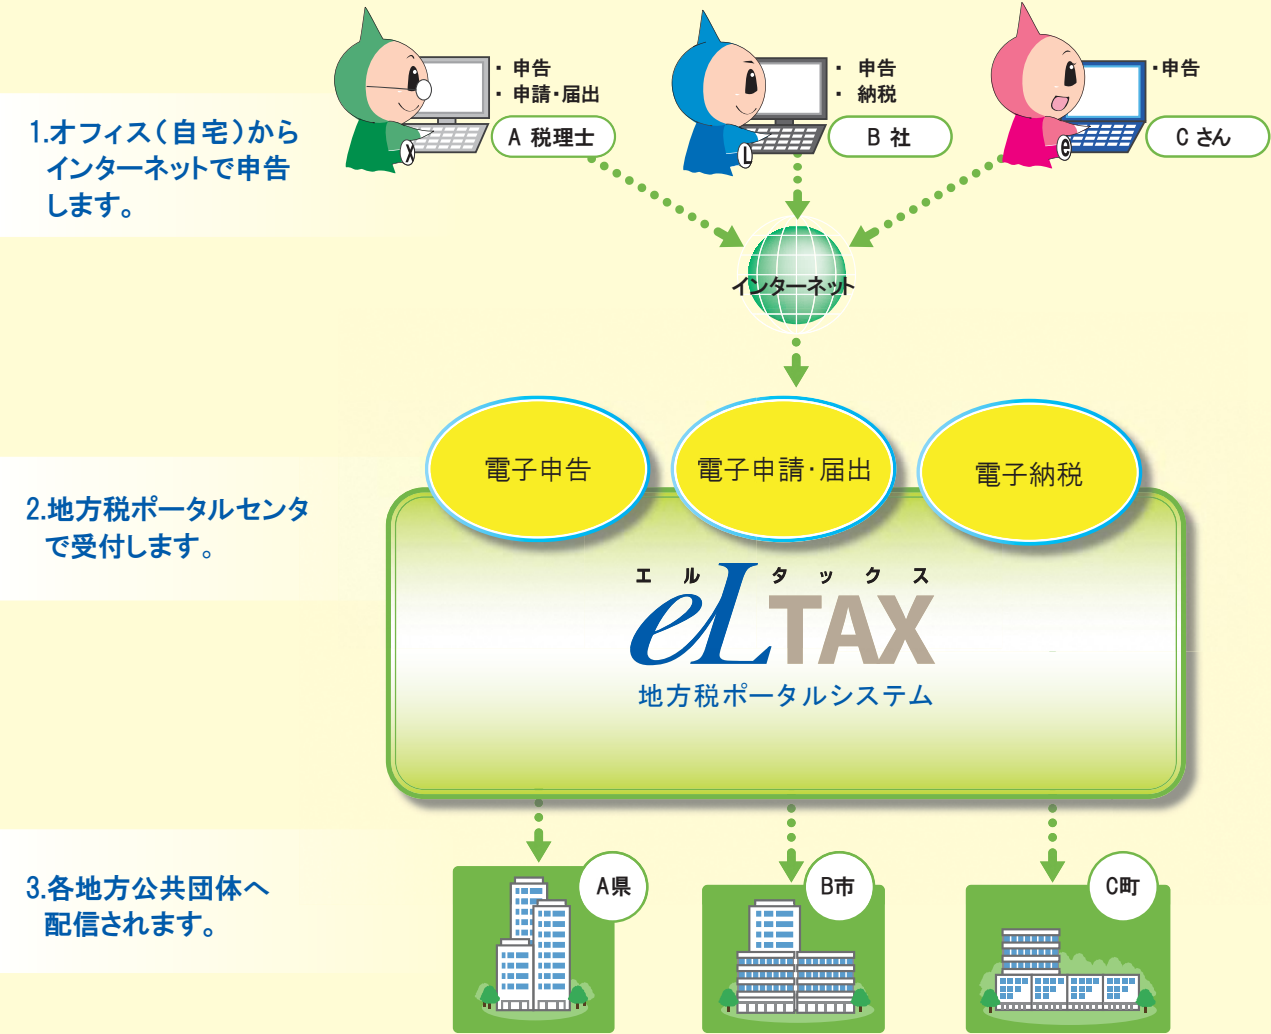 ・ 申告
・ 申請・届出
A 税理士
X
・ 申告
・ 納税
B 社
L
・申告
C さん
e
1.オフィス(自宅)から
インターネットで申告
します。
インターネット
電子申告
電子申請・届出
電子納税
2.地方税ポータルセンタ
で受付します。
エルタックス
eLTAX
地方税ポータルシステム
3.各地方公共団体へ
配信されます。
A県
B市
C町